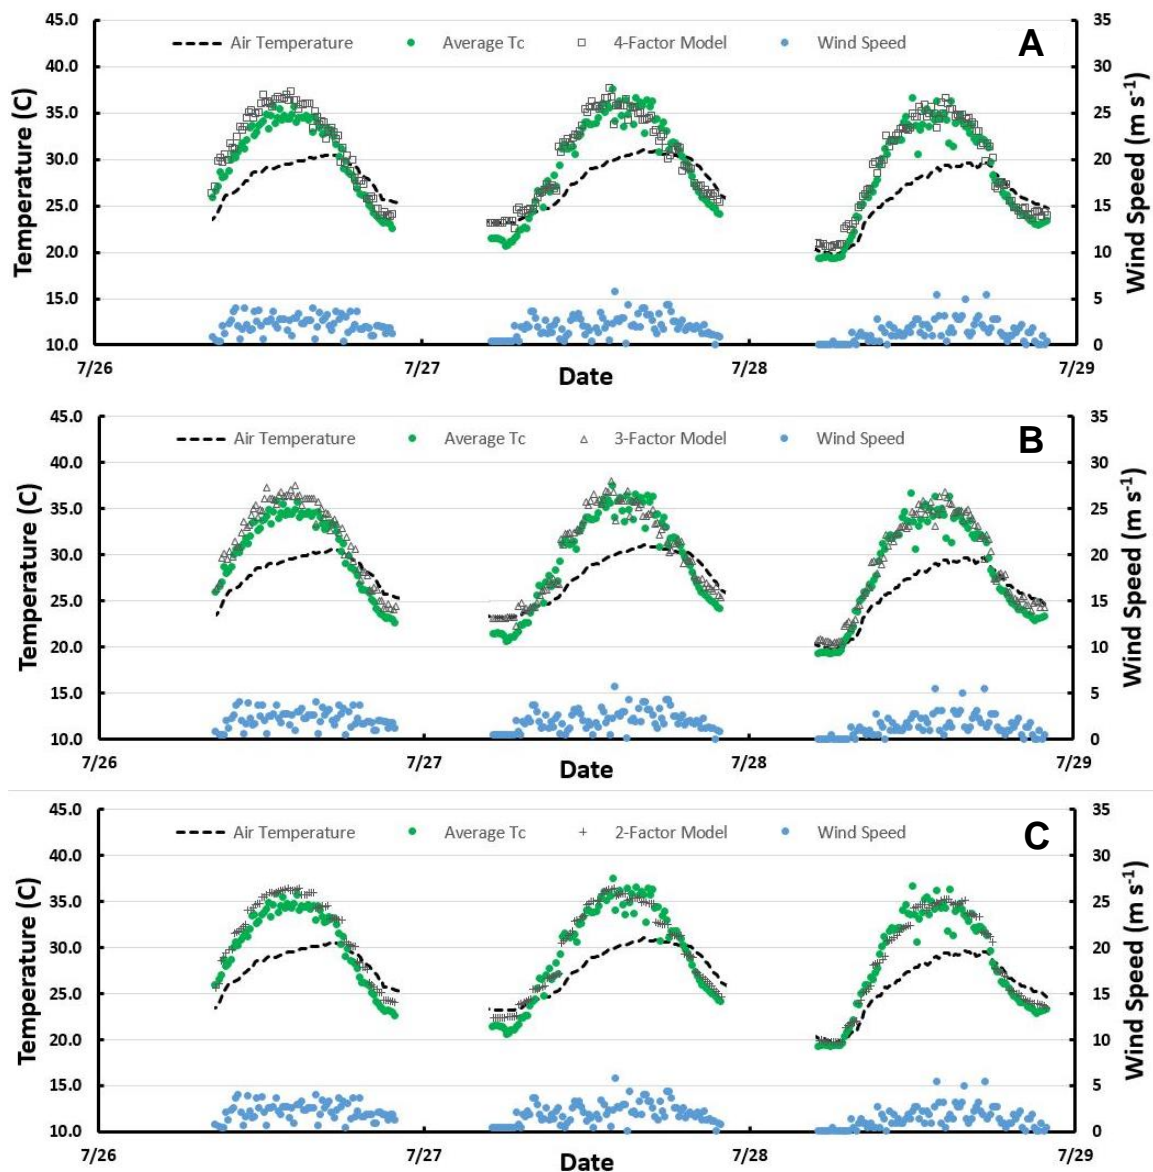 45.0 35
Air Temperature Average Tc 4-Factor Model Wind Speed A
40.0 30
35.0 25
30.0 20
25.0 15
20.0 10
15.0 5
10.0 0
Temperature (C)
Wind Speed (m s-1)
7/26 7/27 7/28 7/29
Date
45.0 35
Air Temperature Average Tc 3-Factor Model Wind Speed B
40.0 30
35.0 25
30.0 20
25.0 15
20.0 10
15.0 5
10.0 0
Temperature (C)
Wind Speed (m s-1)
7/26 7/27 7/28 7/29
Date
45.0 35
Air Temperature Average Tc 2-Factor Model Wind Speed C
40.0 30
35.0 25
30.0 20
25.0 15
20.0 10
15.0 5
10.0 0
Temperature (C)
Wind Speed (m s-1)
7/26 7/27 7/28 7/29
Date